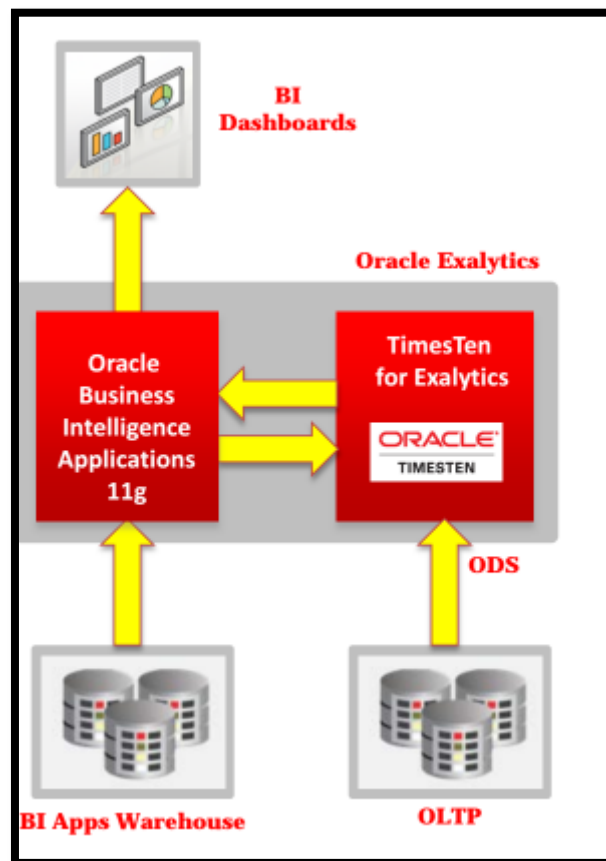 BI
Dashboards
Oracle Exalytics
Oracle
Business
Intelligence
Applications
11g
TimesTen
for Exalytics
ORACLE®
TIMESTEN
ODS
BI Apps Warehouse
OLTP